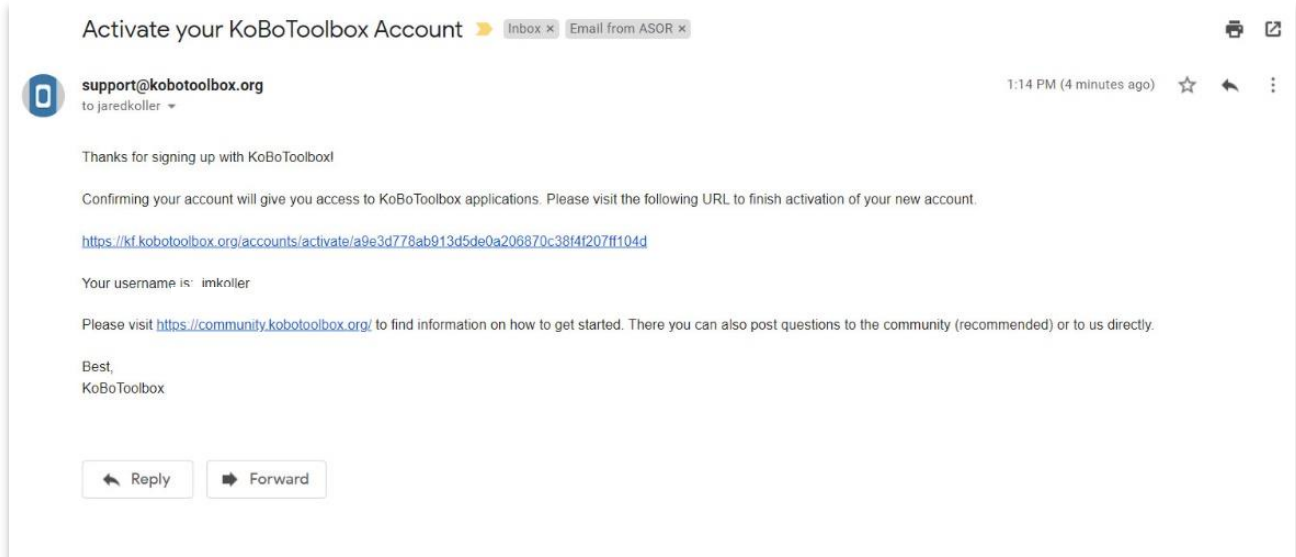 Activate your KoBoToolbox Account Inbox × Email from ASOR ×
support@kobotoolbox.org 1:14 PM (4 minutes ago)
to jaredkoller
Thanks for signing up with KoBoToolbox!
Confirming your account will give you access to KoBoToolbox applications. Please visit the following URL to finish activation of your new account.
https://kf.kobotoolbox.org/accounts/activate/a9e3d778ab913d5de0a206870c38f4f207ff104d
Your username is: jmkoller
Please visit https://community.kobotoolbox.org/ to find information on how to get started. There you can also post questions to the community (recommended) or to us directly.
Best,
KoBoToolbox
Reply Forward